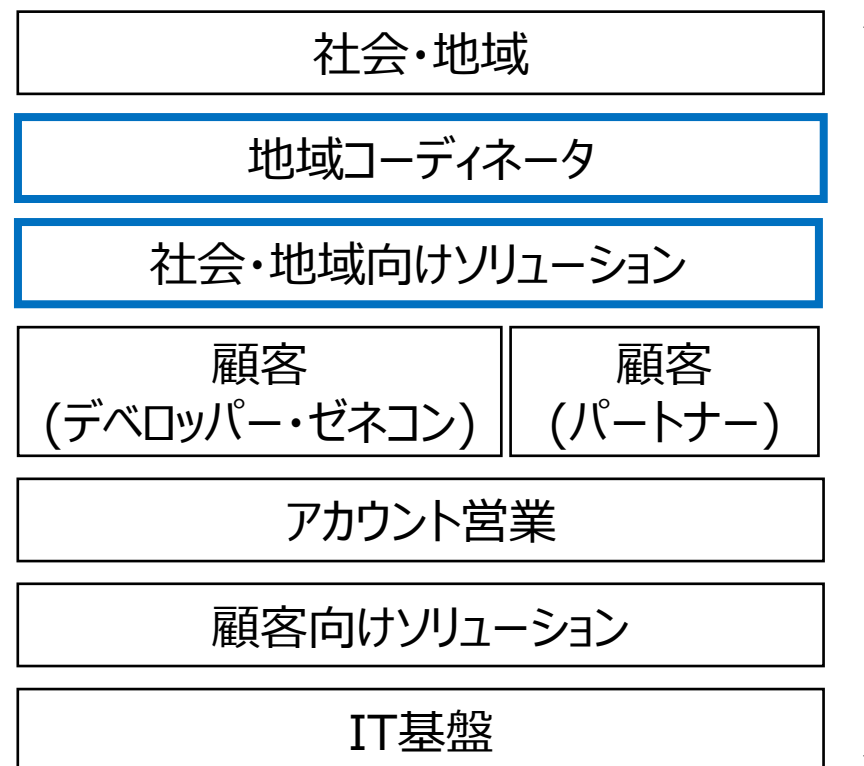 社会・地域
地域コーディネータ
社会・地域向けソリューション
顧客
(デベロッパー・ゼネコン)
顧客
(パートナー)
アカウント営業
顧客向けソリューション
IT基盤